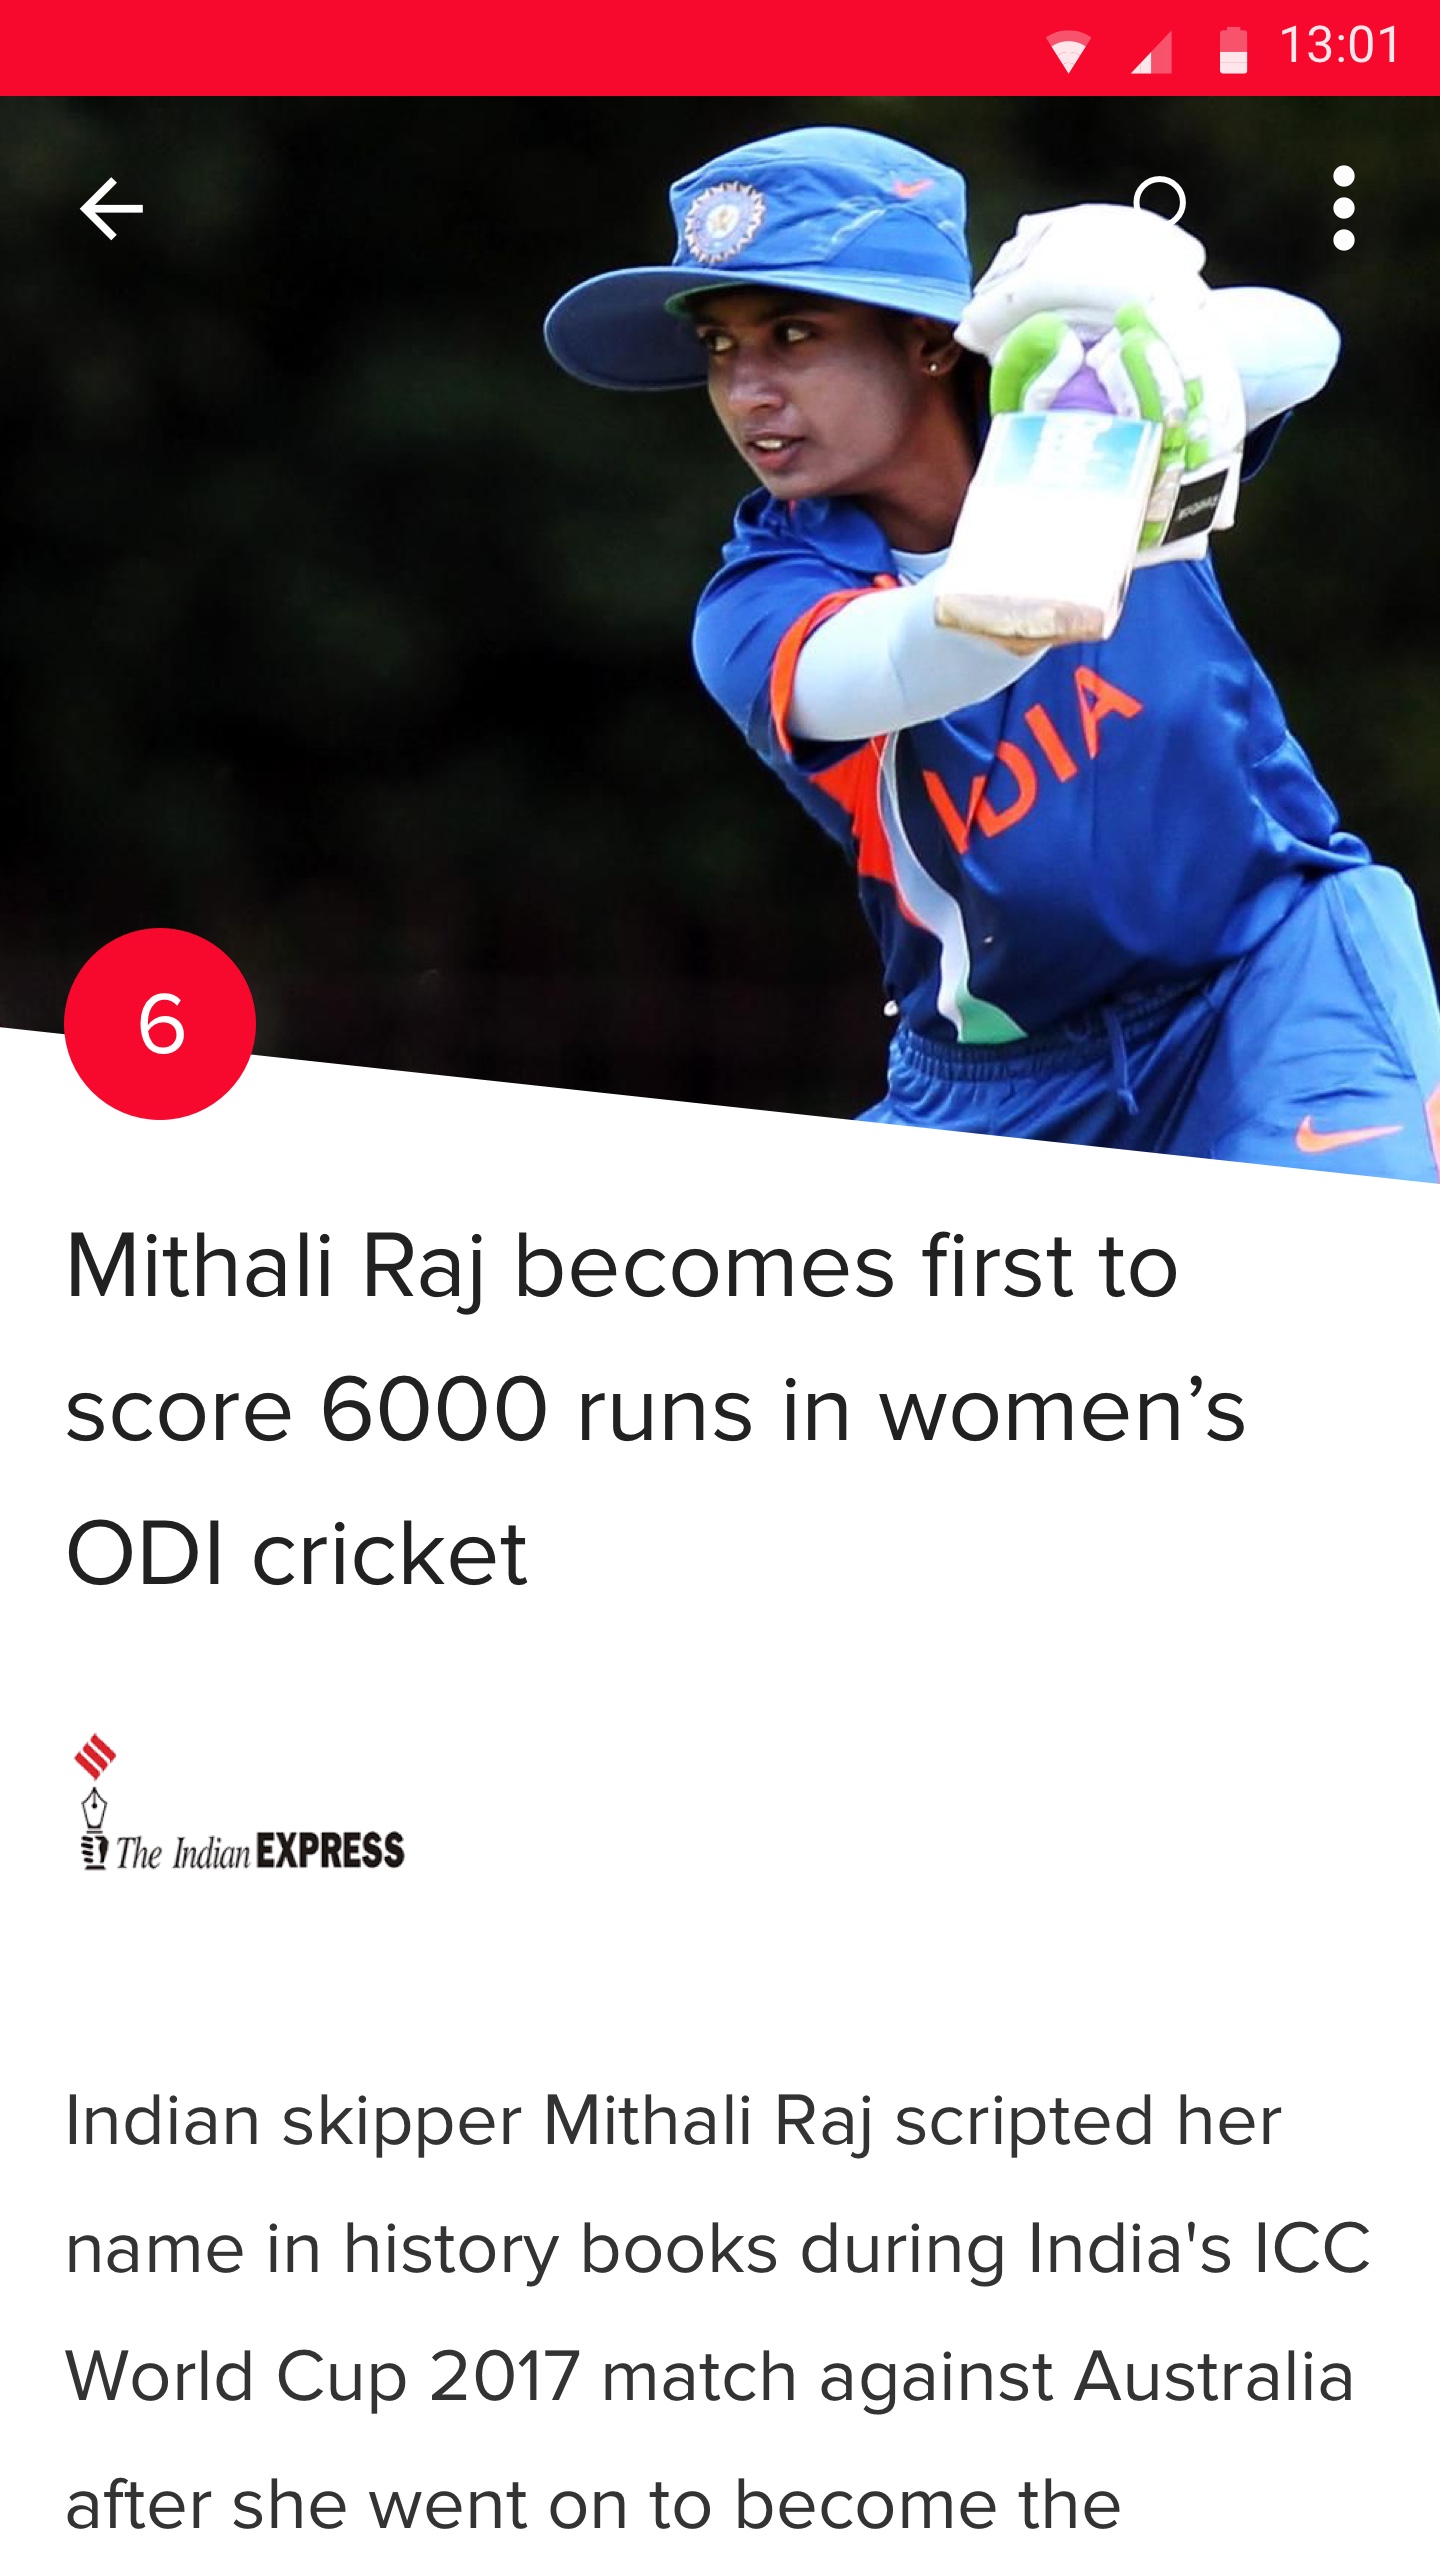 13:01
INDIA
6
Mithali Raj becomes first to
score 6000 runs in women’s
ODI cricket
The Indian EXPRESS
Indian skipper Mithali Raj scripted her
name in history books during India's ICC
World Cup 2017 match against Australia
after she went on to become the